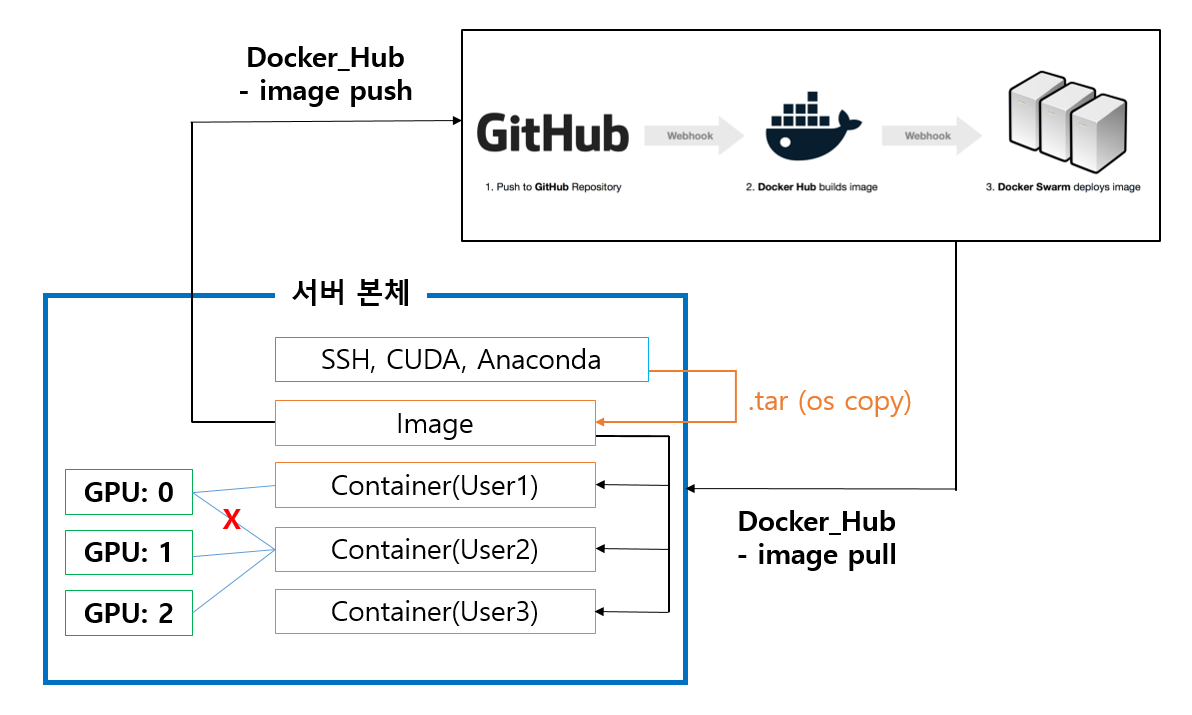 Docker_Hub
- image push
GitHub
Webhook
Webhook
1. Push to GitHub Repository
2. Docker Hub builds image
3. Docker Swarm deploys image
서버 본체
SSH, CUDA, Anaconda
.tar (os copy)
Image
GPU: 0
Container(User1)
X
GPU: 1
Container(User2)
GPU: 2
Container(User3)
Docker_Hub
- image pull